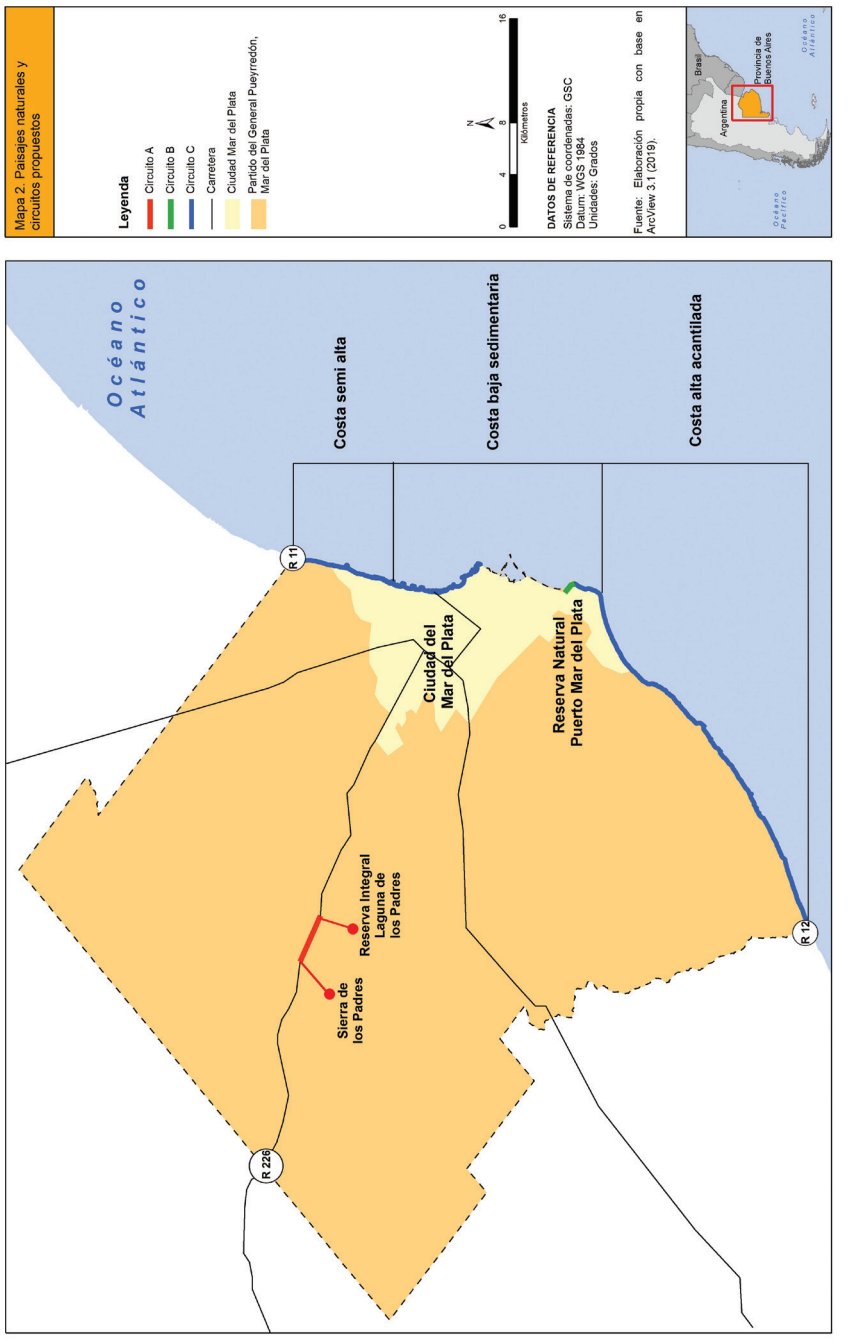 Mapa 2. Paisajes naturales y
circuitos propuestos
Leyenda
Circuito A
Circuito B
Circuito C
Carretera
Ciudad Mar del Plata
Partido del General Pueyrredón,
Mar del Plata
N
0 4 8 16
Kilómetros
DATOS DE REFERENCIA
Sistema de coordenadas: GSC
Datum: WGS 1984
Unidades: Grados
Fuente: Elaboración propia con base en
ArcView 3.1 (2019).
Brasil
Argentina
Provincia de
Buenos Aires
Océano
Pacífico
Océano
Atlántico
Océano
Atlántico
R 11
Costa semi alta
Costa baja sedimentaria
Costa alta acantilada
Ciudad del
Mar del Plata
Reserva Natural
Puerto Mar del Plata
Reserva Integral
Laguna de
los Padres
Sierra de
los Padres
R 226
R 12